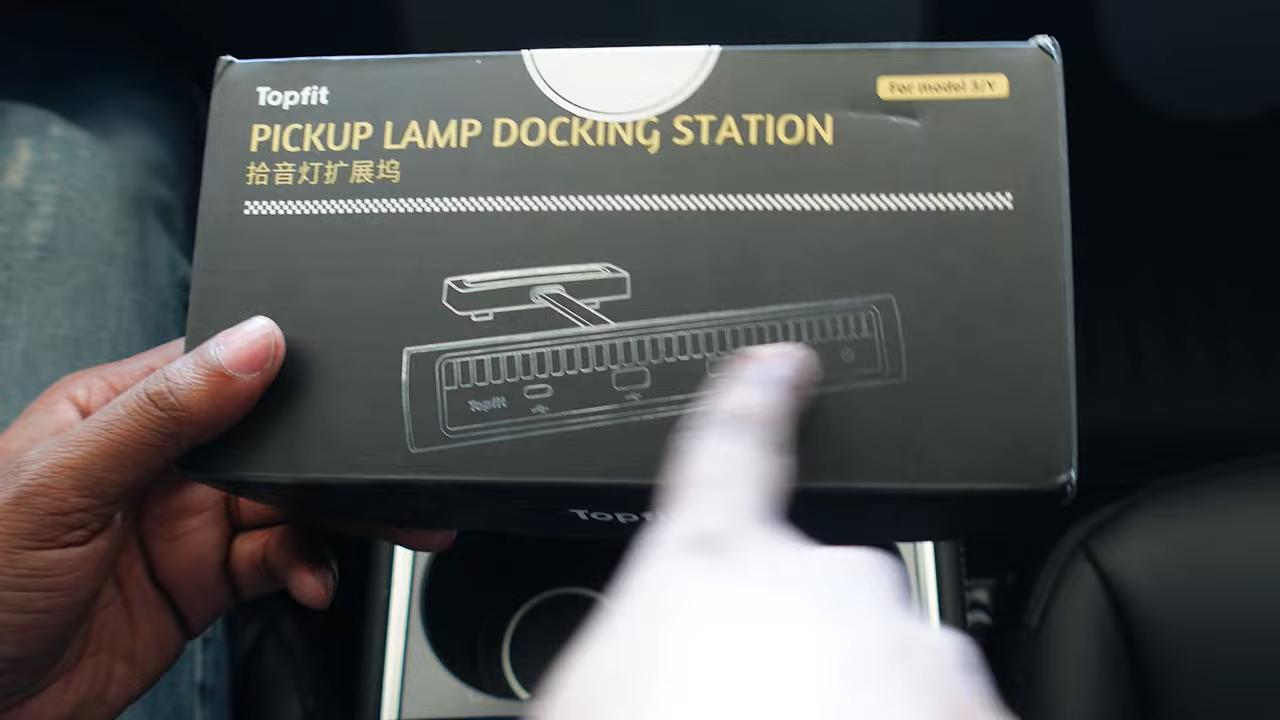 Topfit
For model 3/Y
PICKUP LAMP DOCKING STATION
拾音灯扩展坞
Topfit